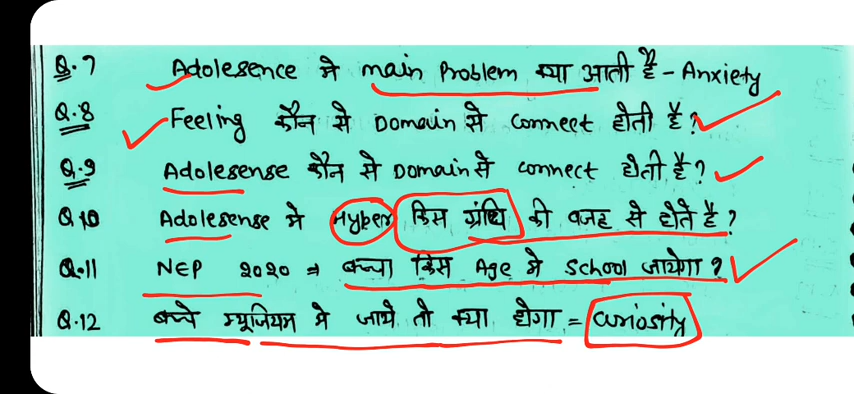 Q.7 Adolesence मे main Problem क्या आती है - Anxiety
Q.8 Feeling कौन से Domain से connect होती है?
Q.9 Adolesense कौन से Domain से connect होती है?
Q.10 Adolesense मे Hyper किस ग्रंथि की वजह से होते है?
Q.11 NEP 2020 ⇒ बच्चा किस Age मे School जायेगा?
Q.12 बच्चे म्यूजियम मे जाये तो क्या होगा = Curiosity